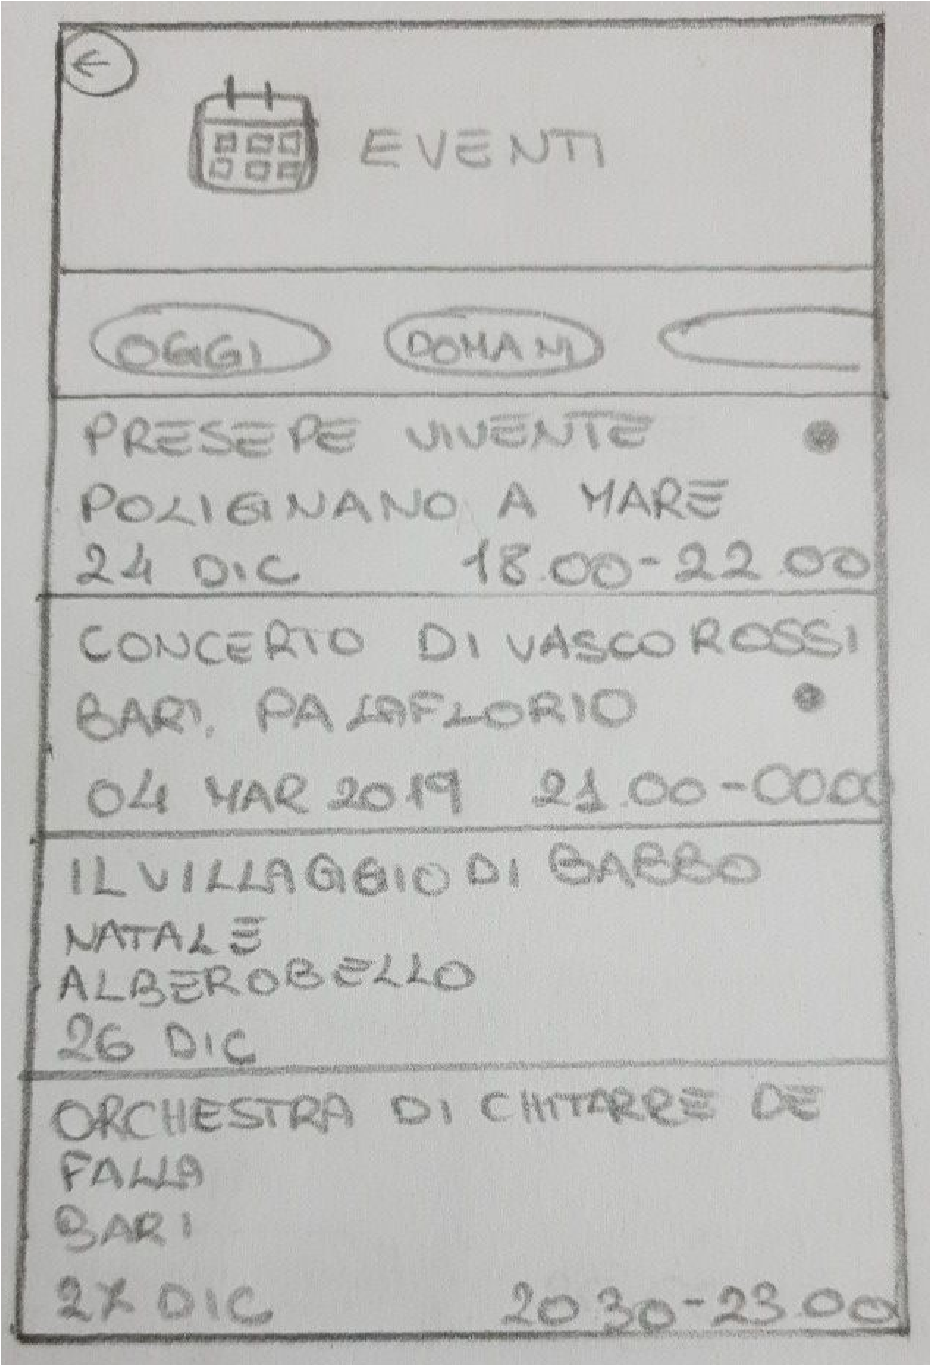 EVENTI
OGGI DOMANI
PRESEPE VIVENTE
POLIGNANO A MARE
24 DIC 18.00-22.00
CONCERTO DI VASCO ROSSI
BARI, PALAFLORIO
04 MAR 2019 21.00-00.00
IL VILLAGGIO DI BABBO
NATALE
ALBEROBELLO
26 DIC
ORCHESTRA DI CHITARRE DE
FALLA
BARI
27 DIC 20.30-23.00